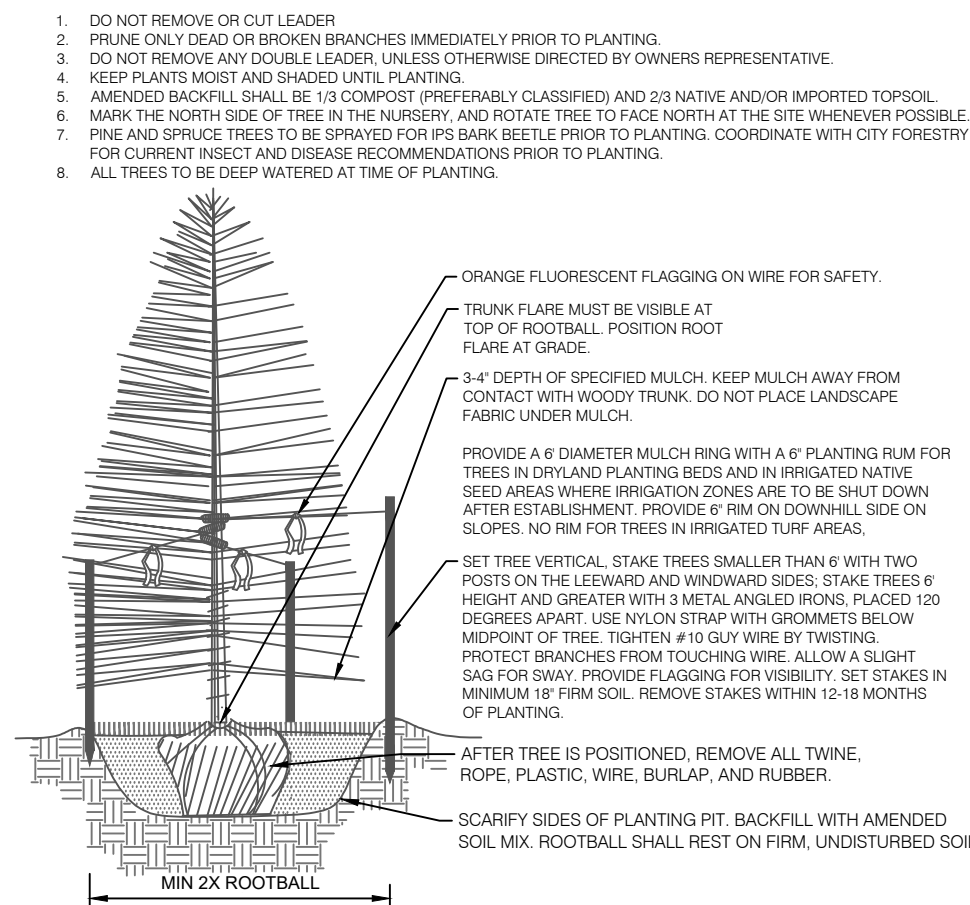 1. DO NOT REMOVE OR CUT LEADER
2. PRUNE ONLY DEAD OR BROKEN BRANCHES IMMEDIATELY PRIOR TO PLANTING.
3. DO NOT REMOVE ANY DOUBLE LEADER, UNLESS OTHERWISE DIRECTED BY OWNERS REPRESENTATIVE.
4. KEEP PLANTS MOIST AND SHADED UNTIL PLANTING.
5. AMENDED BACKFILL SHALL BE 1/3 COMPOST (PREFERABLY CLASSIFIED) AND 2/3 NATIVE AND/OR IMPORTED TOPSOIL.
6. MARK THE NORTH SIDE OF TREE IN THE NURSERY, AND ROTATE TREE TO FACE NORTH AT THE SITE WHENEVER POSSIBLE.
7. PINE AND SPRUCE TREES TO BE SPRAYED FOR IPS BARK BEETLE PRIOR TO PLANTING. COORDINATE WITH CITY FORESTRY
FOR CURRENT INSECT AND DISEASE RECOMMENDATIONS PRIOR TO PLANTING.
8. ALL TREES TO BE DEEP WATERED AT TIME OF PLANTING.
ORANGE FLUORESCENT FLAGGING ON WIRE FOR SAFETY.
TRUNK FLARE MUST BE VISIBLE AT
TOP OF ROOTBALL. POSITION ROOT
FLARE AT GRADE.
3-4" DEPTH OF SPECIFIED MULCH. KEEP MULCH AWAY FROM
CONTACT WITH WOODY TRUNK. DO NOT PLACE LANDSCAPE
FABRIC UNDER MULCH.
PROVIDE A 6' DIAMETER MULCH RING WITH A 6" PLANTING RUM FOR
TREES IN DRYLAND PLANTING BEDS AND IN IRRIGATED NATIVE
SEED AREAS WHERE IRRIGATION ZONES ARE TO BE SHUT DOWN
AFTER ESTABLISHMENT. PROVIDE 6" RIM ON DOWNHILL SIDE ON
SLOPES. NO RIM FOR TREES IN IRRIGATED TURF AREAS,
SET TREE VERTICAL, STAKE TREES SMALLER THAN 6' WITH TWO
POSTS ON THE LEEWARD AND WINDWARD SIDES; STAKE TREES 6'
HEIGHT AND GREATER WITH 3 METAL ANGLED IRONS, PLACED 120
DEGREES APART. USE NYLON STRAP WITH GROMMETS BELOW
MIDPOINT OF TREE. TIGHTEN #10 GUY WIRE BY TWISTING.
PROTECT BRANCHES FROM TOUCHING WIRE. ALLOW A SLIGHT
SAG FOR SWAY. PROVIDE FLAGGING FOR VISIBILITY. SET STAKES IN
MINIMUM 18" FIRM SOIL. REMOVE STAKES WITHIN 12-18 MONTHS
OF PLANTING.
AFTER TREE IS POSITIONED, REMOVE ALL TWINE,
ROPE, PLASTIC, WIRE, BURLAP, AND RUBBER.
SCARIFY SIDES OF PLANTING PIT. BACKFILL WITH AMENDED
SOIL MIX. ROOTBALL SHALL REST ON FIRM, UNDISTURBED SOI
MIN 2X ROOTBALL